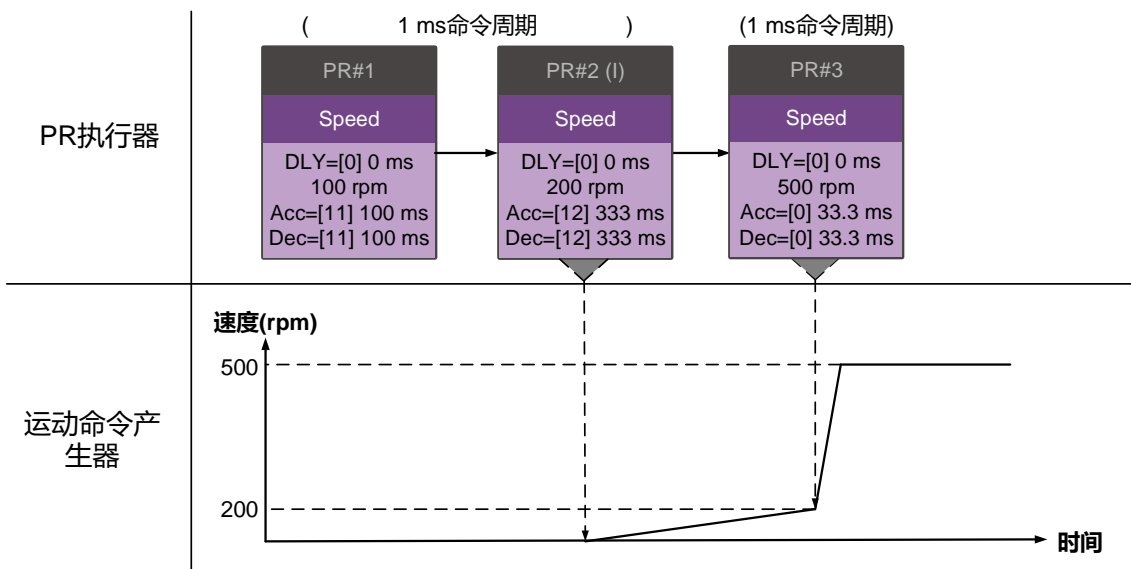 ( 1 ms命令周期 )
(1 ms命令周期)
PR执行器
PR#1
Speed
DLY=[0] 0 ms
100 rpm
Acc=[11] 100 ms
Dec=[11] 100 ms
PR#2 (I)
Speed
DLY=[0] 0 ms
200 rpm
Acc=[12] 333 ms
Dec=[12] 333 ms
PR#3
Speed
DLY=[0] 0 ms
500 rpm
Acc=[0] 33.3 ms
Dec=[0] 33.3 ms
运动命令产
生器
速度(rpm)
500
200
时间